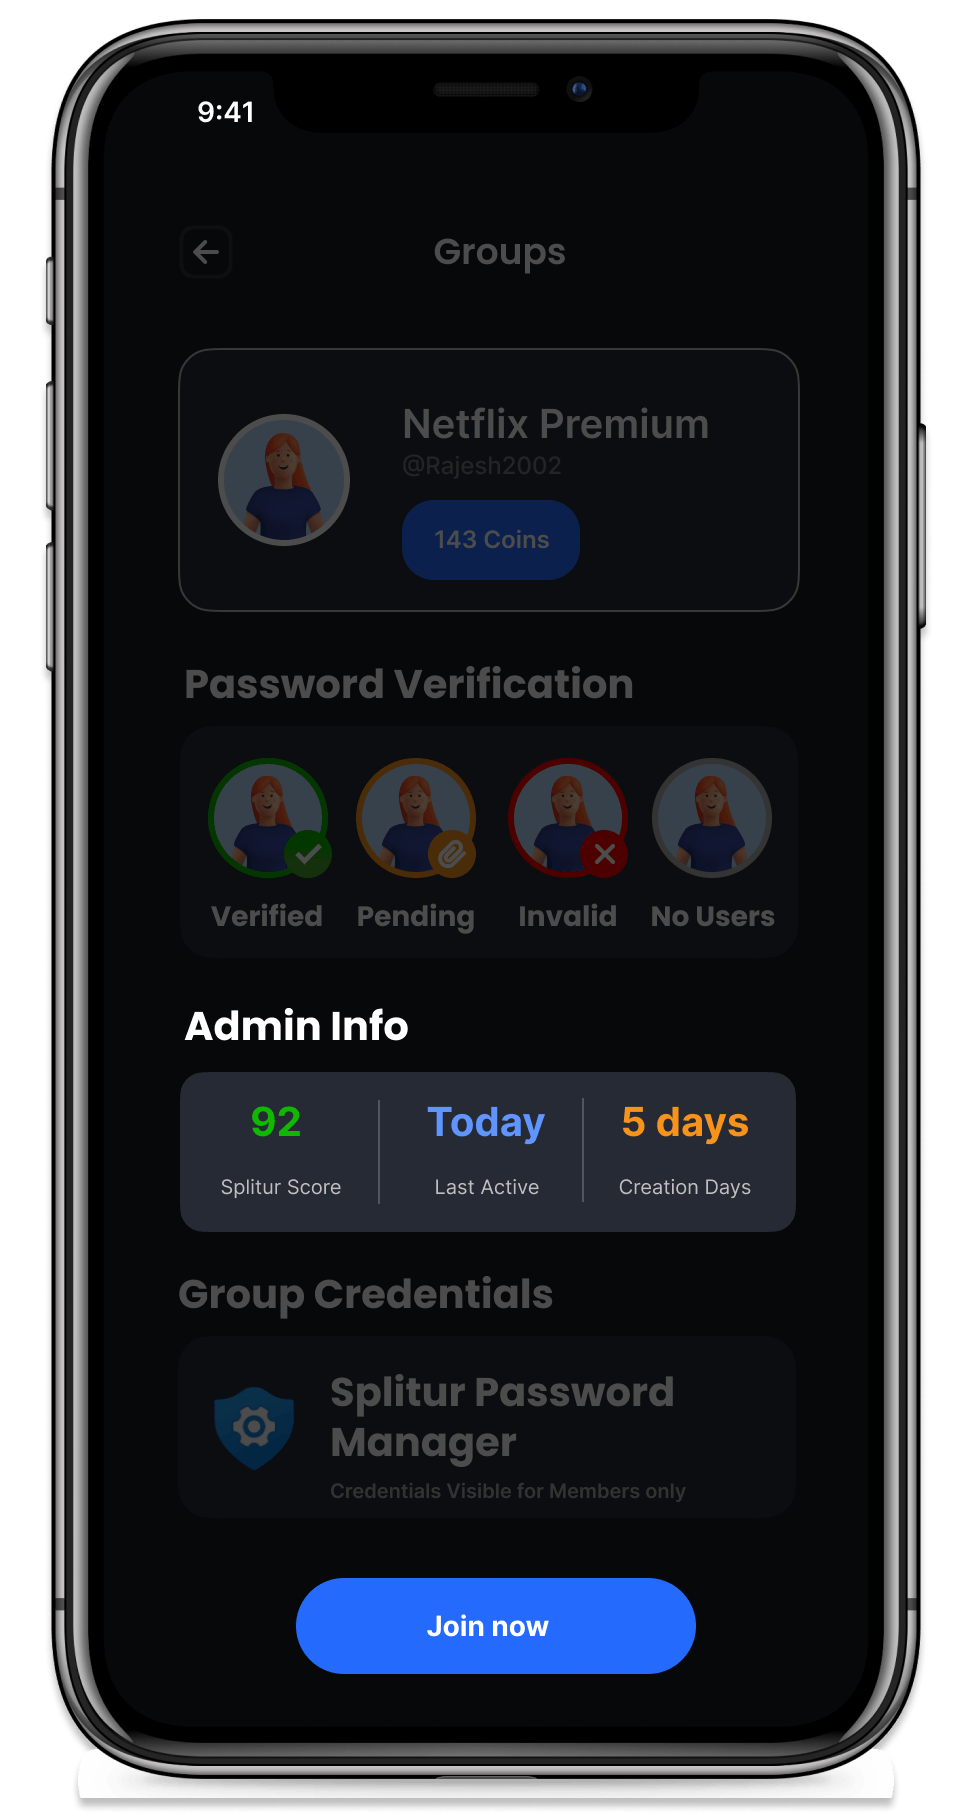 9:41
Groups
Netflix Premium
@Rajesh2002
143 Coins
Password Verification
Verified Pending Invalid No Users
Admin Info
92 Today 5 days
Splitur Score Last Active Creation Days
Group Credentials
Splitur Password
Manager
Credentials Visible for Members only
Join now